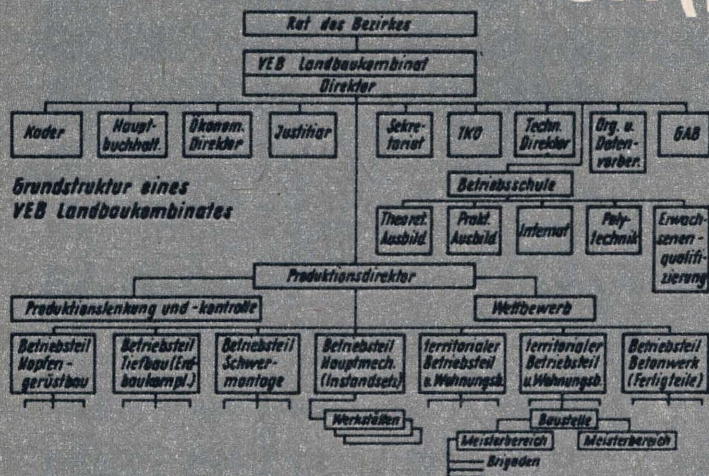 Rat des Bezirkes
VEB Landbaukombinat
Direktor
Kader
Haupt-
buchhalt.
Ökonom.
Direktor
Justitiar
Sekre-
tariat
TKO
Techn.
Direktor
Org. u.
Daten-
vorber.
GAB
Grundstruktur eines
VEB Landbaukombinates
Betriebsschule
Theoret.
Ausbild.
Prakt.
Ausbild.
Internat
Poly-
technik
Erwach-
senen-
qualifi-
zierung
Produktionsdirektor
Produktionslenkung und -kontrolle
Wettbewerb
Betriebsteil
Hopfen-
gerüstbau
Betriebsteil
Tiefbau (Erd-
baukompl.)
Betriebsteil
Schwer-
montage
Betriebsteil
Hauptmech.
(Instandsetz)
territorialer
Betriebsteil
u. Wohnungsb.
territorialer
Betriebsteil
u. Wohnungsb.
Betriebsteil
Betonwerk
(Fertigteile)
Werkstätten
Baustelle
Meisterbereich
Meisterbereich
Brigaden